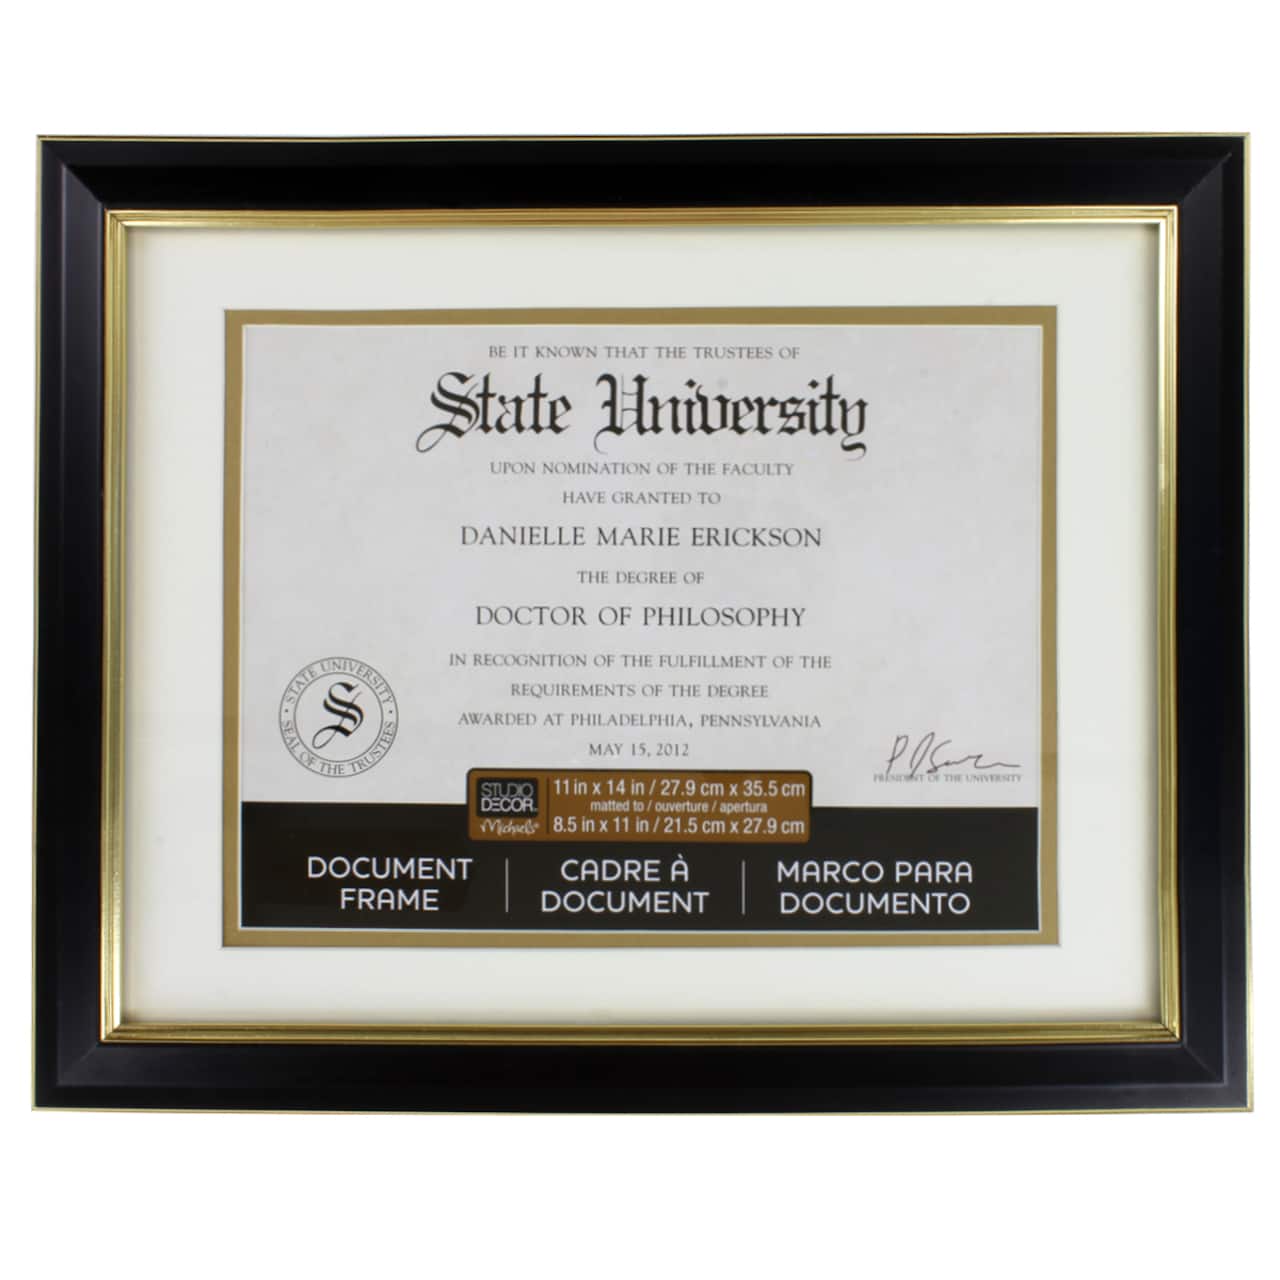 BE IT KNOWN THAT THE TRUSTEES OF
State University
UPON NOMINATION OF THE FACULTY
HAVE GRANTED TO
DANIELLE MARIE ERICKSON
THE DEGREE OF
DOCTOR OF PHILOSOPHY
IN RECOGNITION OF THE FULFILLMENT OF THE
REQUIREMENTS OF THE DEGREE
AWARDED AT PHILADELPHIA, PENNSYLVANIA
MAY 15, 2012
STATE UNIVERSITY
S
SEAL OF THE TRUSTEES
PRESIDENT OF THE UNIVERSITY
STUDIO
DECOR
Michaels
11 in x 14 in / 27.9 cm x 35.5 cm
matted to / ouverture / apertura
8.5 in x 11 in / 21.5 cm x 27.9 cm
DOCUMENT
FRAME
CADRE À
DOCUMENT
MARCO PARA
DOCUMENTO